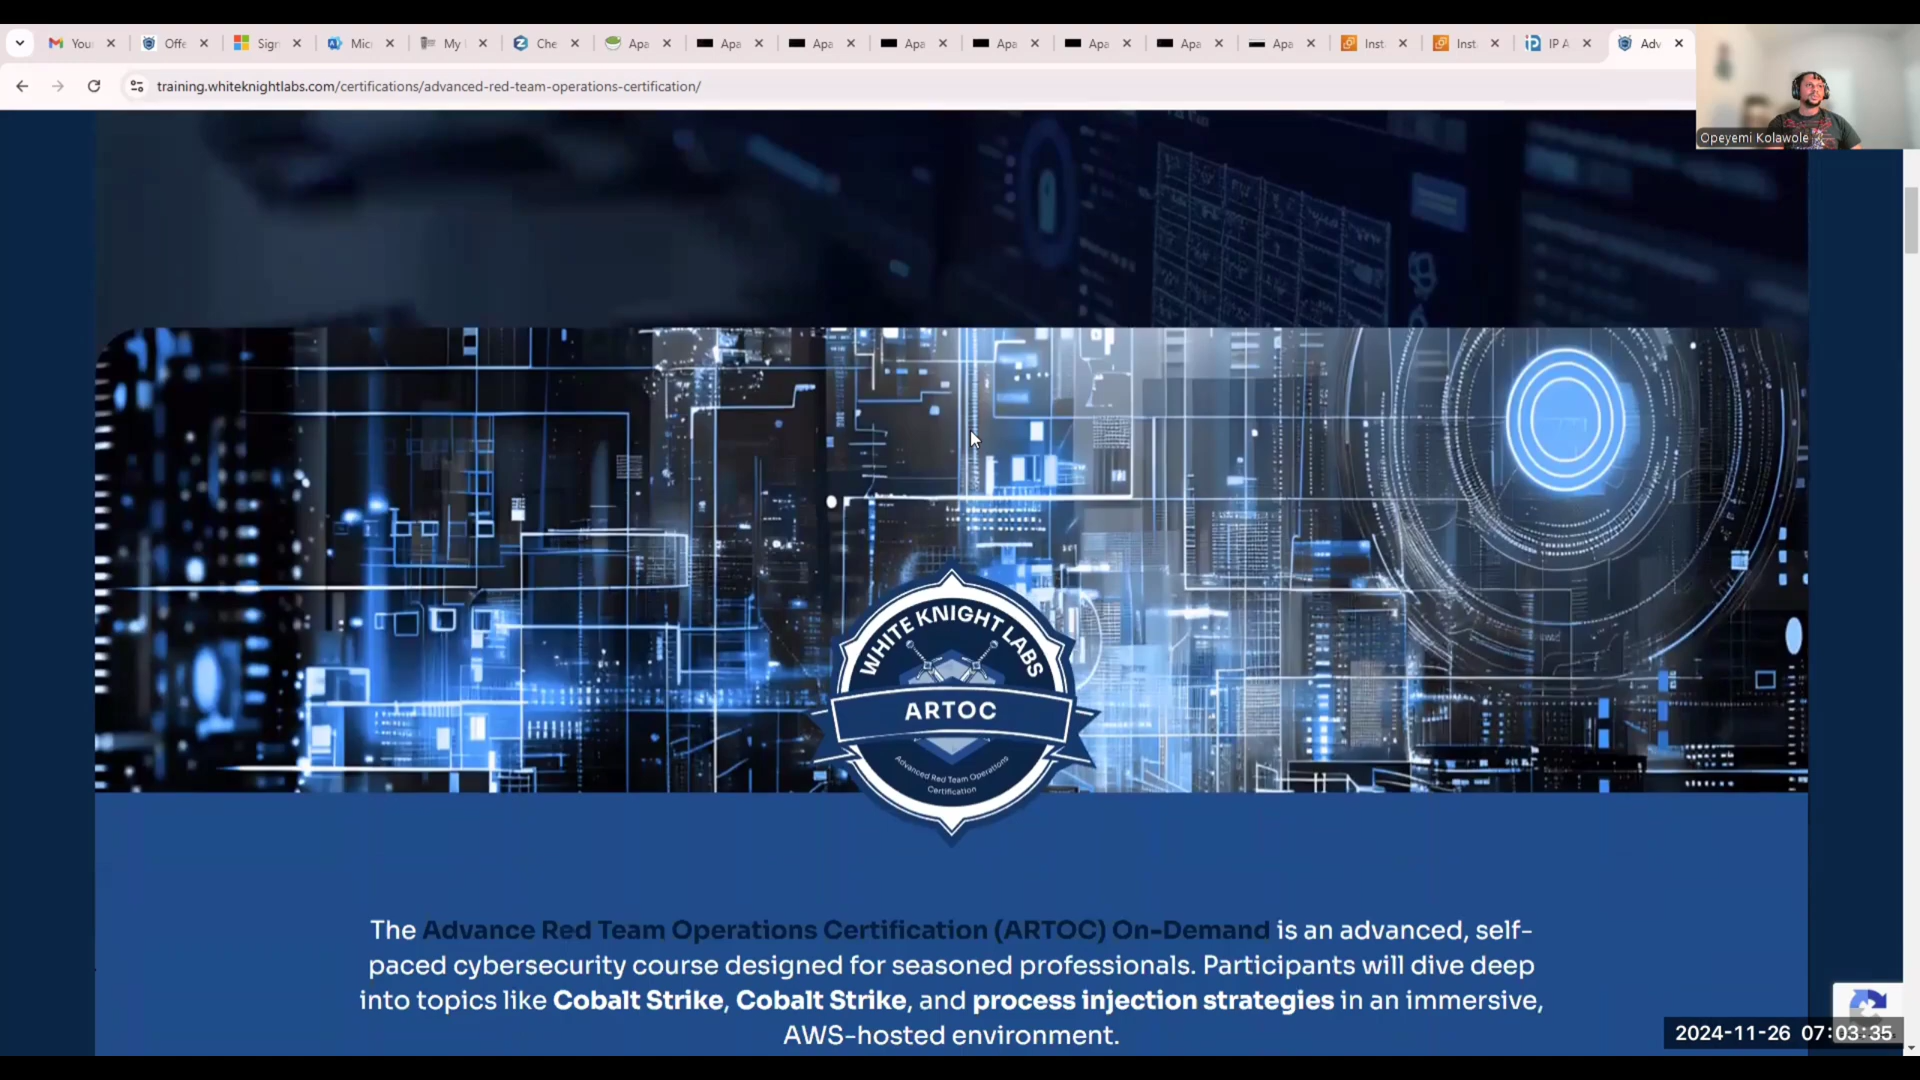 You
Offe
Sigr
Mic
My
Che
Apa
Apa
Apa
Apa
Apa
Apa
Apa
Apa
Inst
Inst
IP A
Adv
training.whiteknightlabs.com/certifications/advanced-red-team-operations-certification/
Opeyemi Kolawole
WHITE KNIGHT LABS
ARTOC
Advanced Red Team Operations
Certification
The Advance Red Team Operations Certification (ARTOC) On-Demand is an advanced, self-
paced cybersecurity course designed for seasoned professionals. Participants will dive deep
into topics like Cobalt Strike, Cobalt Strike, and process injection strategies in an immersive,
AWS-hosted environment.
2024-11-26 07:03:35